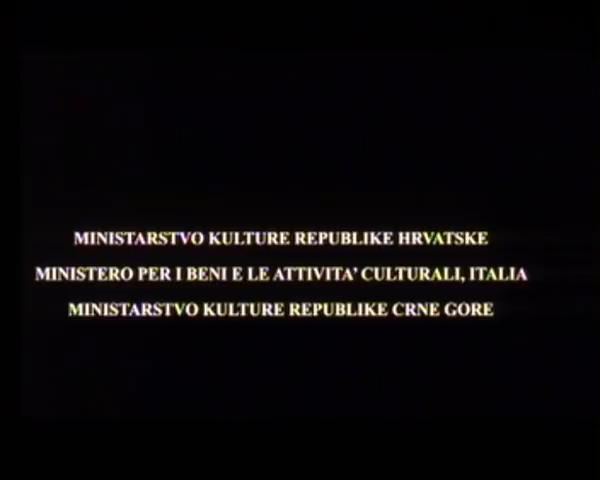 MINISTARSTVO KULTURE REPUBLIKE HRVATSKE
MINISTERO PER I BENI E LE ATTIVITA' CULTURALI, ITALIA
MINISTARSTVO KULTURE REPUBLIKE CRNE GORE